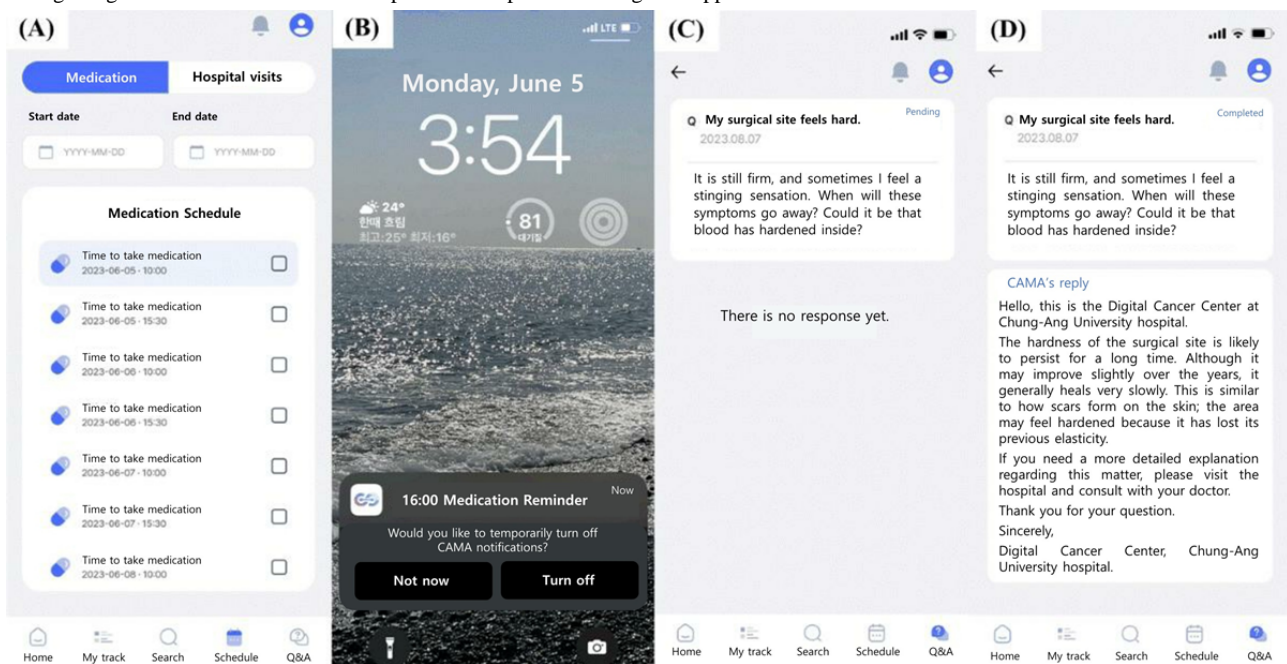 (A)
Medication Hospital visits
Start date End date
YYYY-MM-DD YYYY-MM-DD
Medication Schedule
Time to take medication
2023-06-05 · 10:00
Time to take medication
2023-06-05 · 15:30
Time to take medication
2023-06-06 · 10:00
Time to take medication
2023-06-06 · 15:30
Time to take medication
2023-06-07 · 10:00
Time to take medication
2023-06-07 · 15:30
Time to take medication
2023-06-08 · 10:00
Home My track Search Schedule Q&A
(B)
LTE
Monday, June 5
3:54
24°
한때 흐림
최고:25° 최저:16°
81
대기질
16:00 Medication Reminder
Now
Would you like to temporarily turn off
CAMA notifications?
Not now Turn off
(C)
Q My surgical site feels hard.
Pending
2023.08.07
It is still firm, and sometimes I feel a
stinging sensation. When will these
symptoms go away? Could it be that
blood has hardened inside?
There is no response yet.
Home My track Search Schedule Q&A
(D)
Q My surgical site feels hard.
Completed
2023.08.07
It is still firm, and sometimes I feel a
stinging sensation. When will these
symptoms go away? Could it be that
blood has hardened inside?
CAMA's reply
Hello, this is the Digital Cancer Center at
Chung-Ang University hospital.
The hardness of the surgical site is likely
to persist for a long time. Although it
may improve slightly over the years, it
generally heals very slowly. This is similar
to how scars form on the skin; the area
may feel hardened because it has lost its
previous elasticity.
If you need a more detailed explanation
regarding this matter, please visit the
hospital and consult with your doctor.
Thank you for your question.
Sincerely,
Digital Cancer Center, Chung-Ang
University hospital.
Home My track Search Schedule Q&A